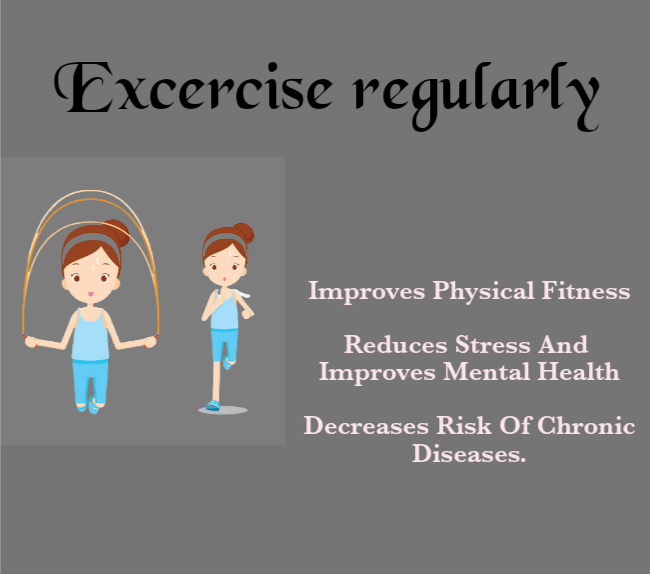 Excercise regularly
Improves Physical Fitness
Reduces Stress And
Improves Mental Health
Decreases Risk Of Chronic
Diseases.